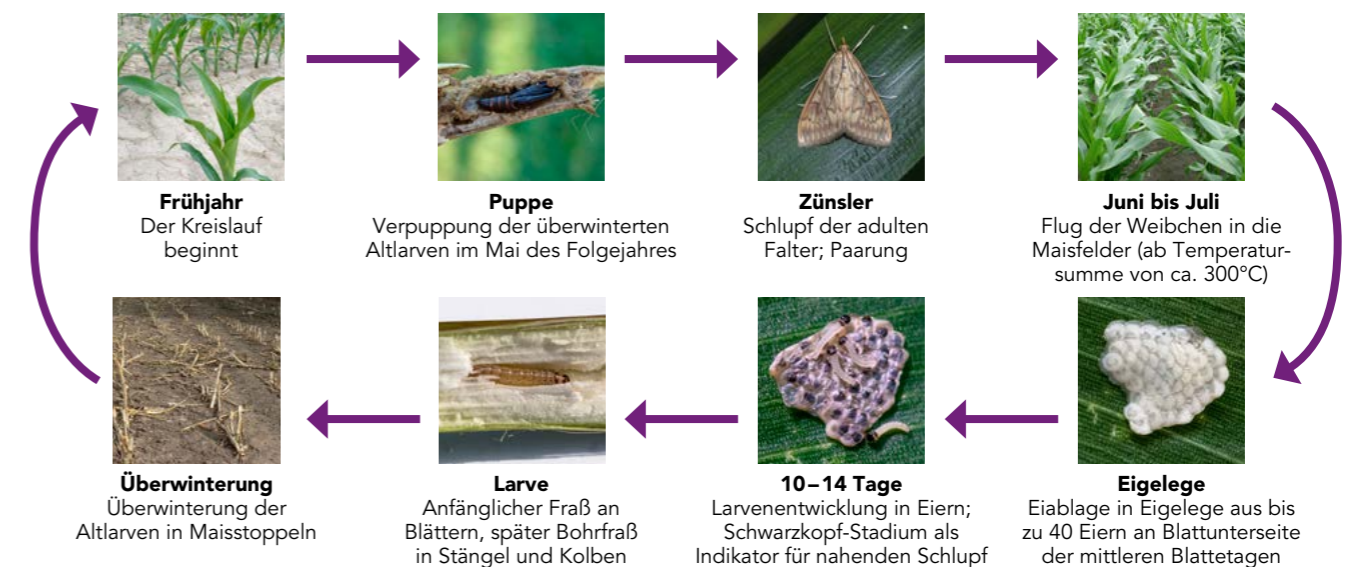 Frühjahr
Der Kreislauf
beginnt
Puppe
Verpuppung der überwinterten
Altlarven im Mai des Folgejahres
Zünsler
Schlupf der adulten
Falter; Paarung
Juni bis Juli
Flug der Weibchen in die
Maisfelder (ab Temperatur-
summe von ca. 300°C)
Überwinterung
Überwinterung der
Altlarven in Maisstoppeln
Larve
Anfänglicher Fraß an
Blättern, später Bohrfraß
in Stängel und Kolben
10–14 Tage
Larvenentwicklung in Eiern;
Schwarzkopf-Stadium als
Indikator für nahenden Schlupf
Eigelege
Eiablage in Eigelege aus bis
zu 40 Eiern an Blattunterseite
der mittleren Blattetagen